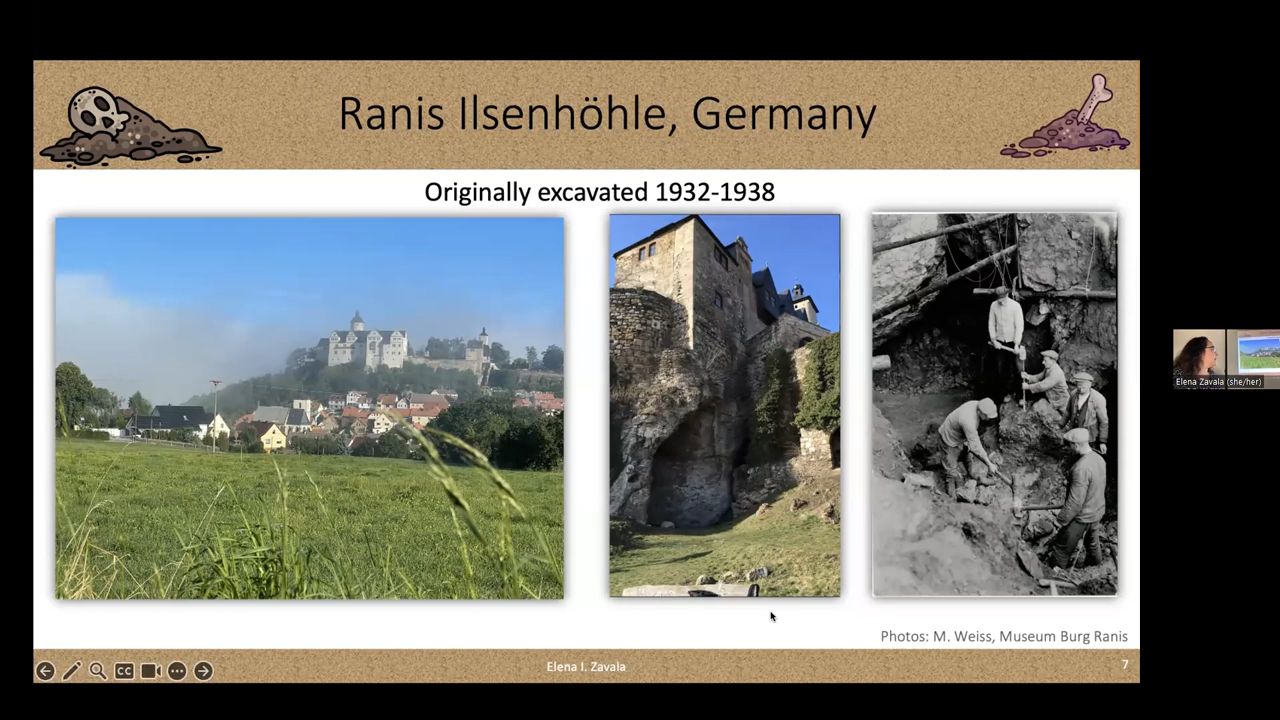 Ranis Ilsenhöhle, Germany
Originally excavated 1932-1938
Photos: M. Weiss, Museum Burg Ranis
CC
Elena I. Zavala
7
Elena Zavala (she/her)